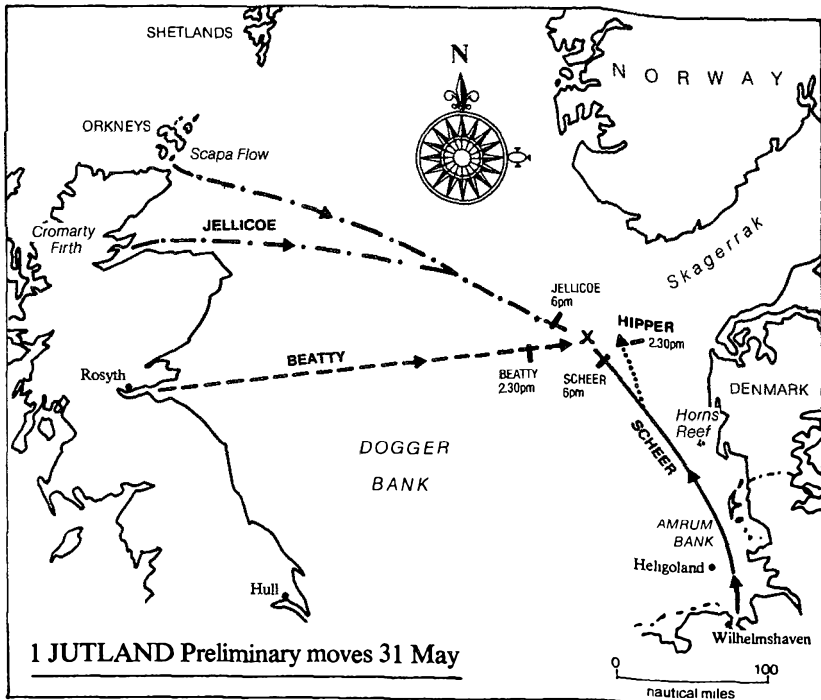 SHETLANDS
N
NORWAY
ORKNEYS
Scapa Flow
Cromarty
Firth
JELLICOE
Skagerrak
JELLICOE
6pm
X
HIPPER
2.30pm
BEATTY
BEATTY
2.30pm
SCHEER
6pm
Rosyth
DENMARK
Horns
Reef
SCHEER
DOGGER
BANK
AMRUM
BANK
Heligoland
Hull
Wilhelmshaven
1 JUTLAND Preliminary moves 31 May
0 100
nautical miles